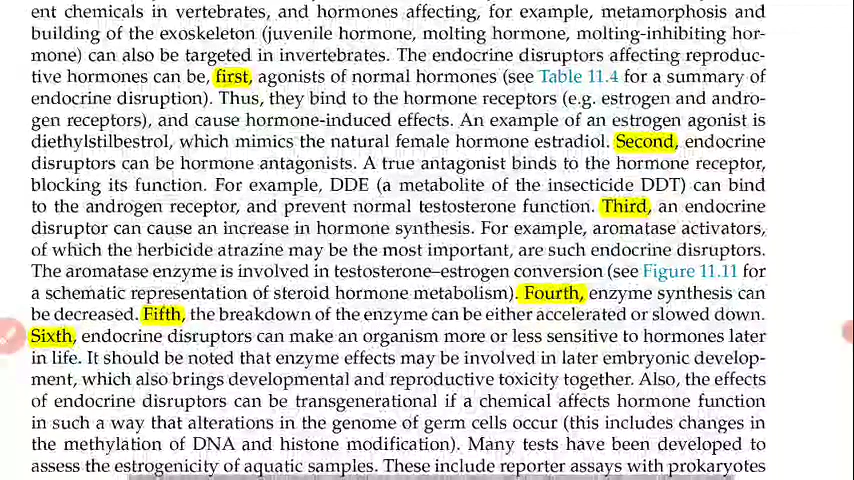 ent chemicals in vertebrates, and hormones affecting, for example, metamorphosis and
building of the exoskeleton (juvenile hormone, molting hormone, molting-inhibiting hor-
mone) can also be targeted in invertebrates. The endocrine disruptors affecting reproduc-
tive hormones can be, first, agonists of normal hormones (see Table 11.4 for a summary of
endocrine disruption). Thus, they bind to the hormone receptors (e.g. estrogen and andro-
gen receptors), and cause hormone-induced effects. An example of an estrogen agonist is
diethylstilbestrol, which mimics the natural female hormone estradiol. Second, endocrine
disruptors can be hormone antagonists. A true antagonist binds to the hormone receptor,
blocking its function. For example, DDE (a metabolite of the insecticide DDT) can bind
to the androgen receptor, and prevent normal testosterone function. Third, an endocrine
disruptor can cause an increase in hormone synthesis. For example, aromatase activators,
of which the herbicide atrazine may be the most important, are such endocrine disruptors.
The aromatase enzyme is involved in testosterone–estrogen conversion (see Figure 11.11 for
a schematic representation of steroid hormone metabolism). Fourth, enzyme synthesis can
be decreased. Fifth, the breakdown of the enzyme can be either accelerated or slowed down.
Sixth, endocrine disruptors can make an organism more or less sensitive to hormones later
in life. It should be noted that enzyme effects may be involved in later embryonic develop-
ment, which also brings developmental and reproductive toxicity together. Also, the effects
of endocrine disruptors can be transgenerational if a chemical affects hormone function
in such a way that alterations in the genome of germ cells occur (this includes changes in
the methylation of DNA and histone modification). Many tests have been developed to
assess the estrogenicity of aquatic samples. These include reporter assays with prokaryotes